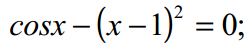 cosx − (x − 1)² = 0;